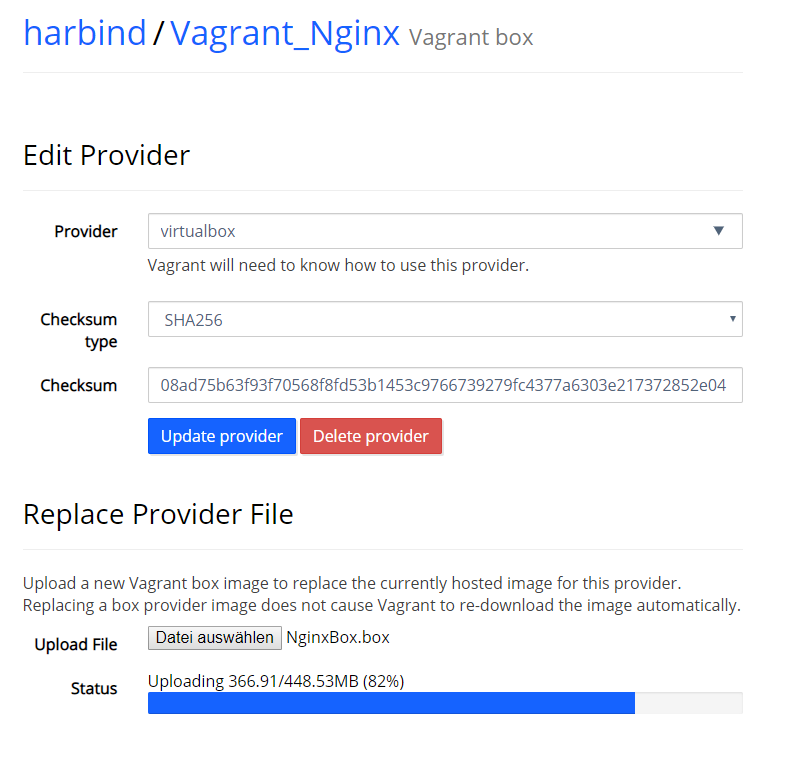 harbind / Vagrant_Nginx Vagrant box
Edit Provider
Provider virtualbox
Vagrant will need to know how to use this provider.
Checksum type SHA256
Checksum 08ad75b63f93f70568f8fd53b1453c9766739279fc4377a6303e217372852e04
Update provider Delete provider
Replace Provider File
Upload a new Vagrant box image to replace the currently hosted image for this provider.
Replacing a box provider image does not cause Vagrant to re-download the image automatically.
Upload File Datei auswählen NginxBox.box
Status Uploading 366.91/448.53MB (82%)